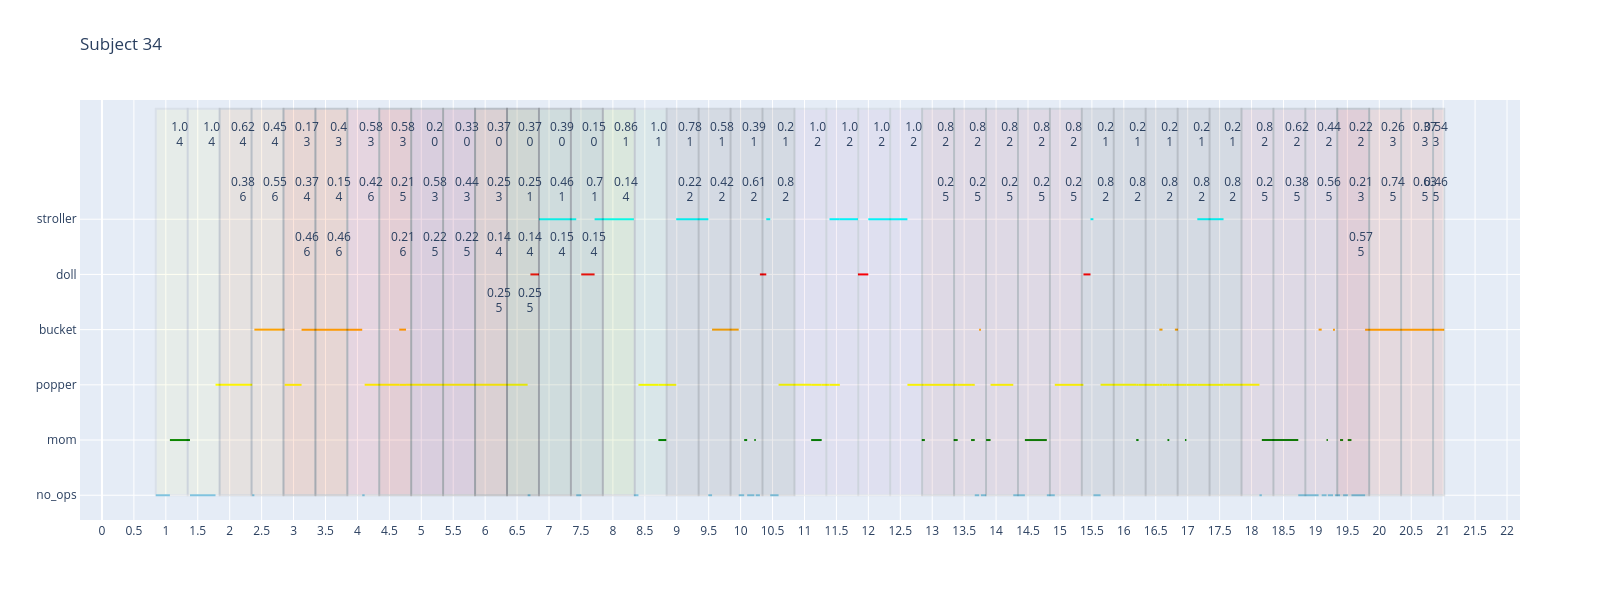 Subject 34
1.0 1.0 0.62 0.45 0.17 0.4 0.58 0.58 0.2 0.33 0.37 0.37 0.39 0.15 0.86 1.0 0.78 0.58 0.39 0.2 1.0 1.0 1.0 1.0 0.8 0.8 0.8 0.8 0.8 0.2 0.2 0.2 0.2 0.2 0.8 0.62 0.44 0.22 0.26 0.54
4 4 4 4 3 3 3 3 0 0 0 0 0 0 1 1 1 1 1 1 2 2 2 2 2 2 2 2 2 1 1 1 1 1 2 2 2 2 3 3 3
0.38 0.55 0.37 0.15 0.42 0.21 0.58 0.44 0.25 0.25 0.46 0.7 0.14 0.22 0.42 0.61 0.8 0.2 0.2 0.2 0.2 0.2 0.8 0.8 0.8 0.8 0.8 0.2 0.38 0.56 0.21 0.74 0.46
6 6 4 4 6 5 3 3 3 1 1 1 4 2 2 2 2 5 5 5 5 5 2 2 2 2 2 5 5 5 3 5 5 5
stroller
0.46 0.46 0.21 0.22 0.22 0.14 0.14 0.15 0.15 0.57
6 6 6 5 5 4 4 4 4 5
doll
0.25 0.25
5 5
bucket
popper
mom
no_ops
0 0.5 1 1.5 2 2.5 3 3.5 4 4.5 5 5.5 6 6.5 7 7.5 8 8.5 9 9.5 10 10.5 11 11.5 12 12.5 13 13.5 14 14.5 15 15.5 16 16.5 17 17.5 18 18.5 19 19.5 20 20.5 21 21.5 22